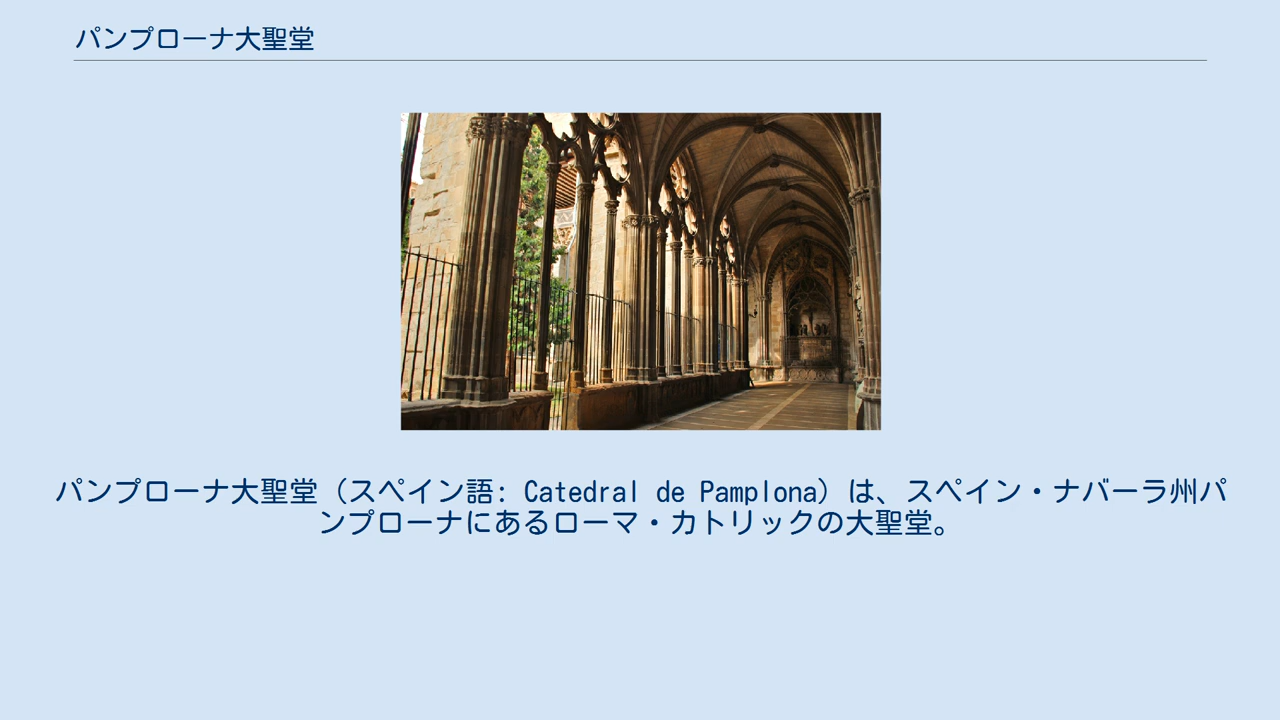 パンプローナ大聖堂
パンプローナ大聖堂（スペイン語: Catedral de Pamplona）は、スペイン・ナバーラ州パ
ンプローナにあるローマ・カトリックの大聖堂。